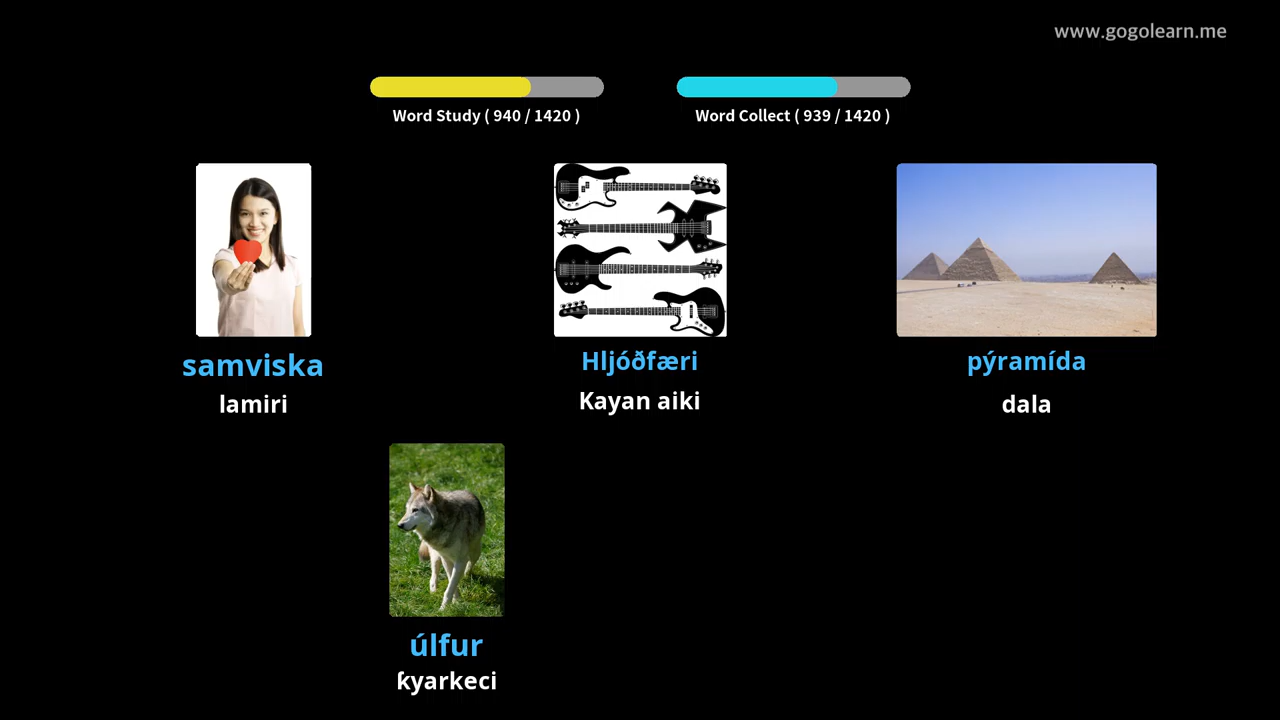 www.gogolearn.me
Word Study ( 940 / 1420 )
Word Collect ( 939 / 1420 )
samviska
lamiri
Hljóðfæri
Kayan aiki
pýramída
dala
úlfur
ƙyarkeci